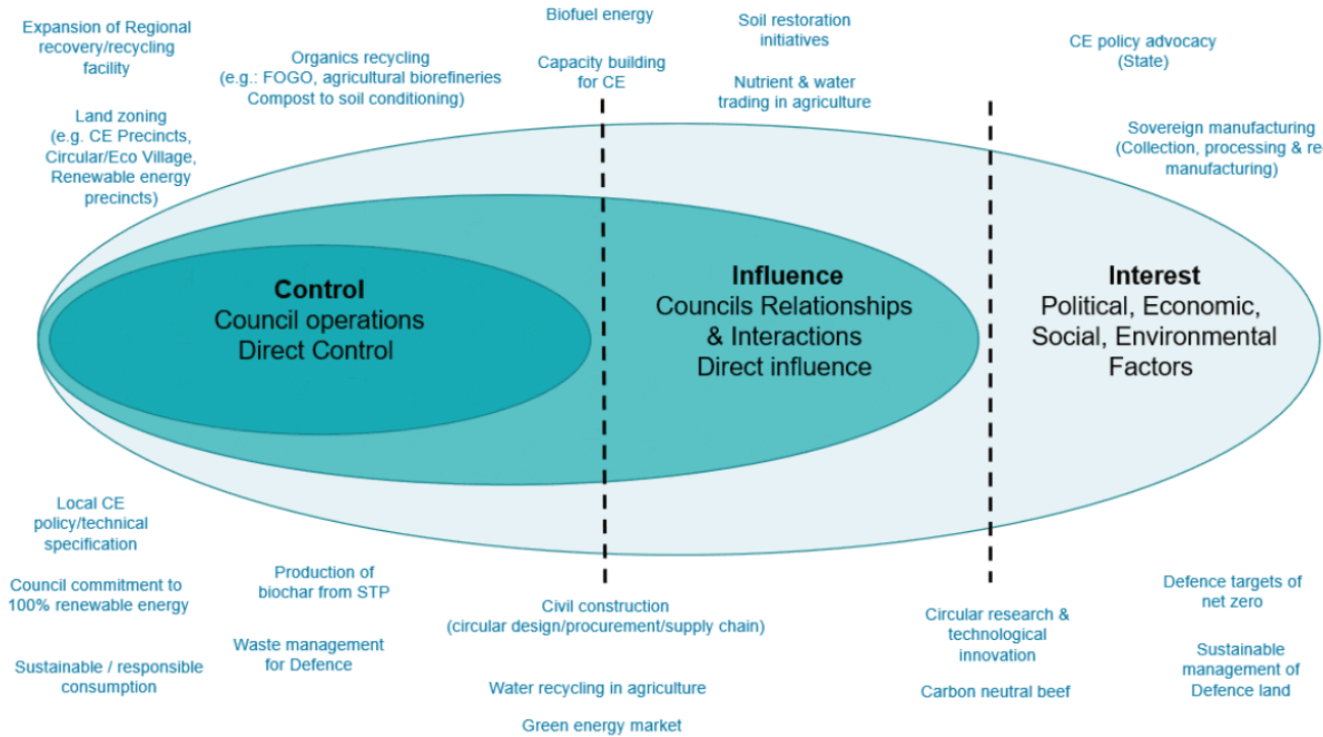 Expansion of Regional
recovery/recycling
facility
Land zoning
(e.g. CE Precincts,
Circular/Eco Village,
Renewable energy
precincts)
Organics recycling
(e.g.: FOGO, agricultural biorefineries
Compost to soil conditioning)
Biofuel energy
Capacity building
for CE
Soil restoration
initiatives
Nutrient & water
trading in agriculture
CE policy advocacy
(State)
Sovereign manufacturing
(Collection, processing & re
manufacturing)
Control
Council operations
Direct Control
Influence
Councils Relationships
& Interactions
Direct influence
Interest
Political, Economic,
Social, Environmental
Factors
Local CE
policy/technical
specification
Council commitment to
100% renewable energy
Sustainable / responsible
consumption
Production of
biochar from STP
Waste management
for Defence
Civil construction
(circular design/procurement/supply chain)
Water recycling in agriculture
Green energy market
Circular research &
technological
innovation
Carbon neutral beef
Defence targets of
net zero
Sustainable
management of
Defence land